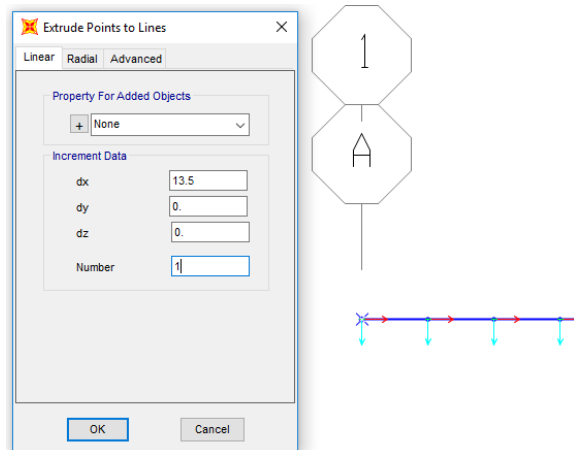 Extrude Points to Lines
Linear Radial Advanced
Property For Added Objects
+ None
Increment Data
dx 13.5
dy 0.
dz 0.
Number 1
OK Cancel
1
A